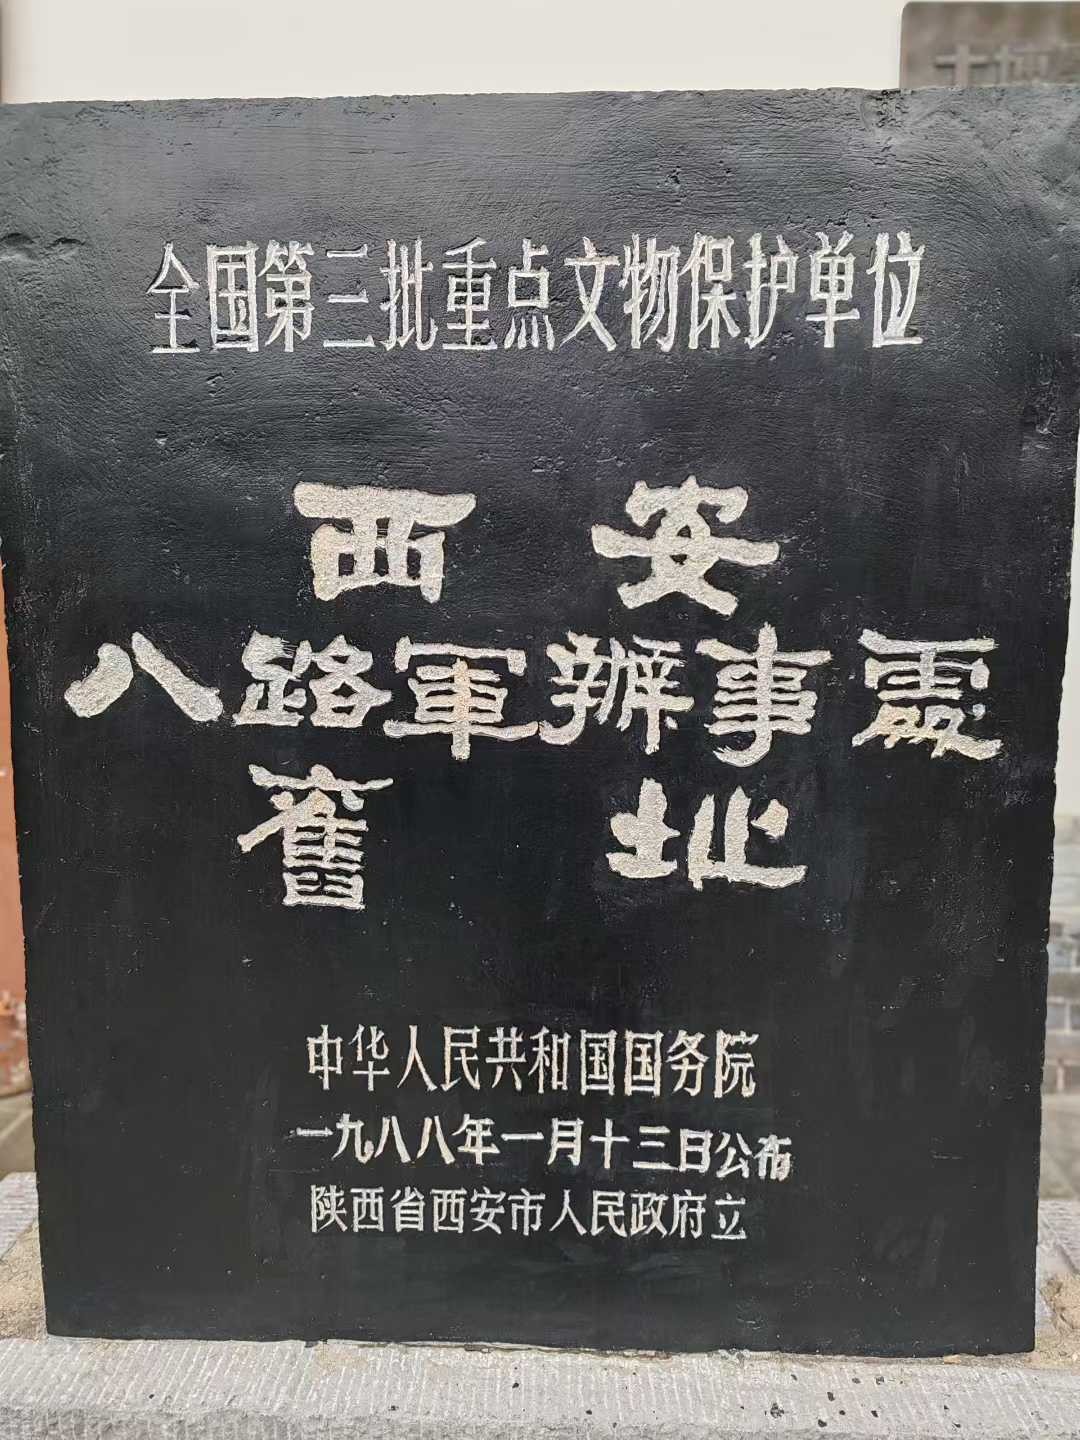 全国第三批重点文物保护单位
西安
八路軍辦事處
舊址
中华人民共和国国务院
一九八八年一月十三日公布
陕西省西安市人民政府立